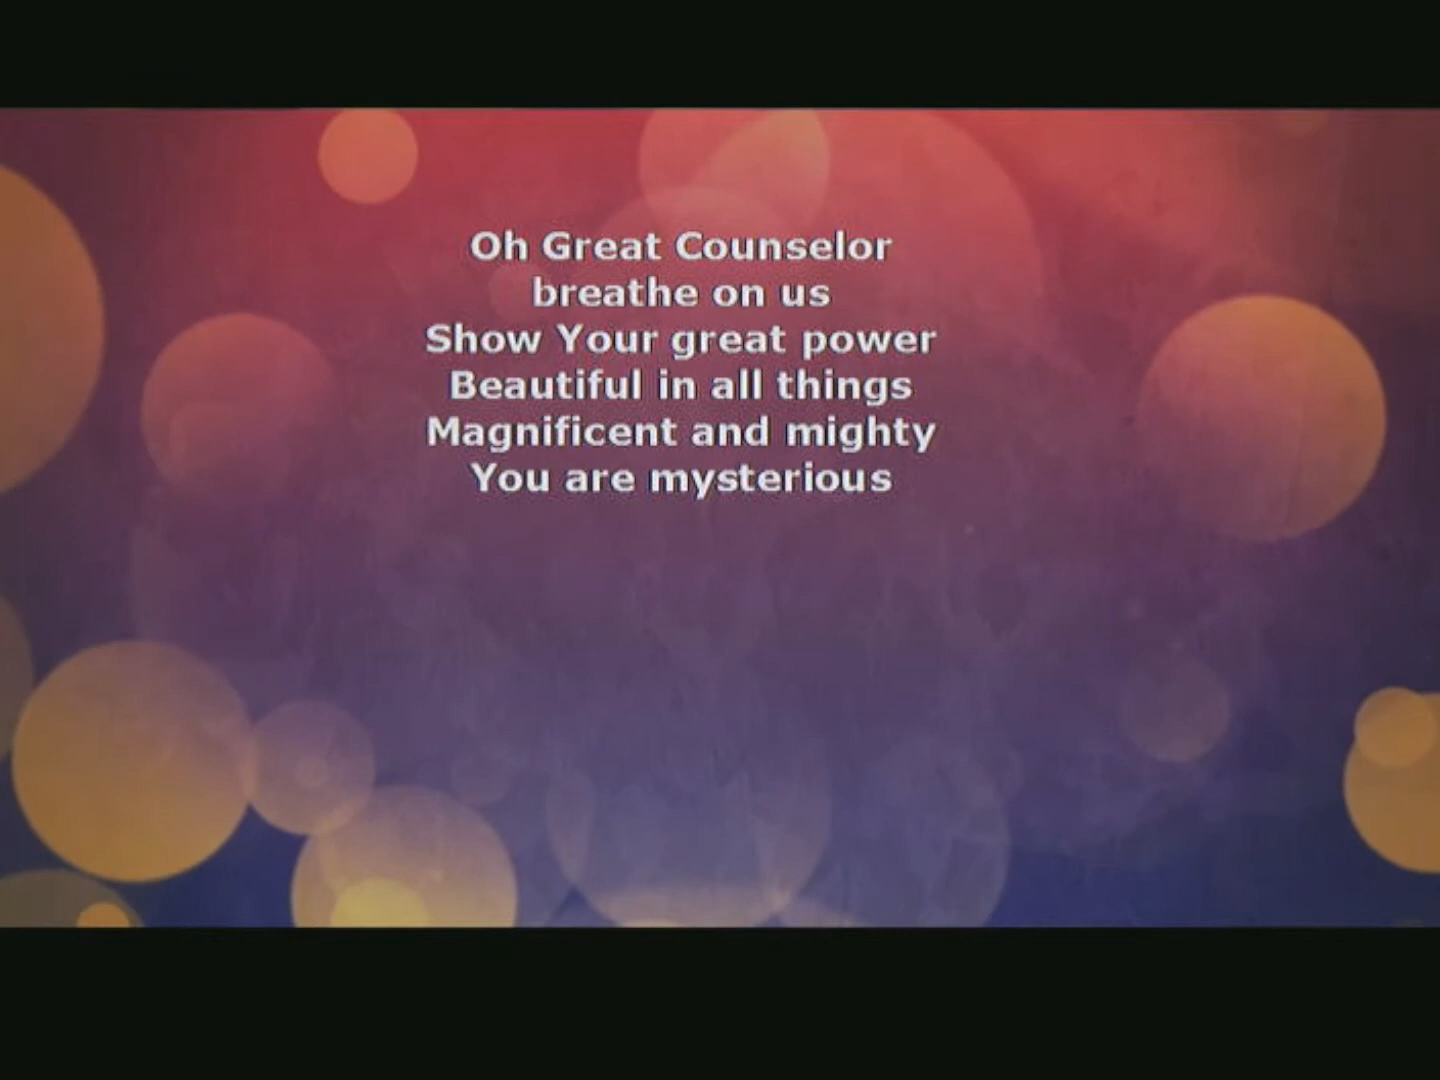 Oh Great Counselor
breathe on us
Show Your great power
Beautiful in all things
Magnificent and mighty
You are mysterious